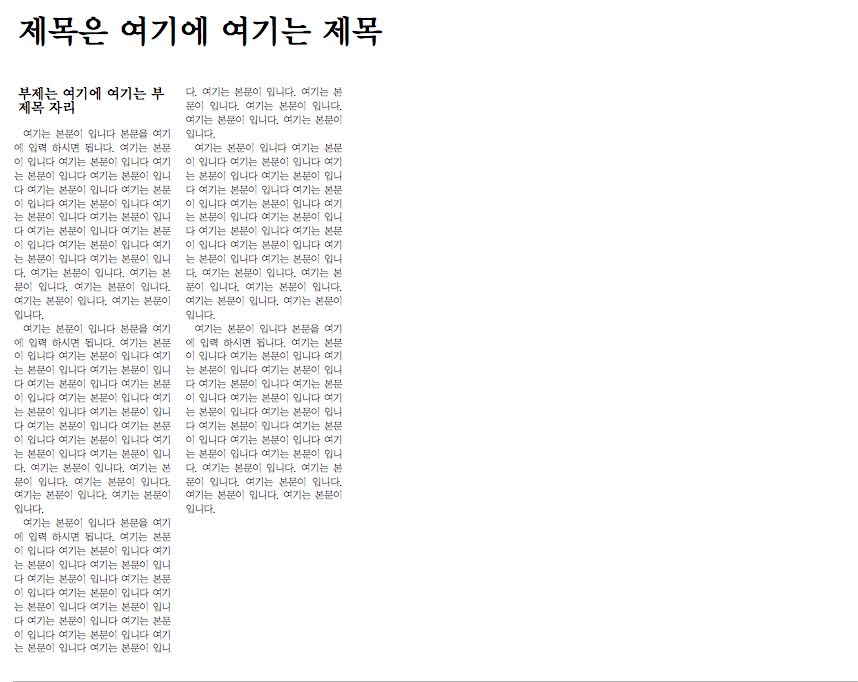 제목은 여기에 여기는 제목
부제는 여기에 여기는 부
제목 자리
여기는 본문이 입니다 본문을 여기
에 입력 하시면 됩니다. 여기는 본문
이 입니다 여기는 본문이 입니다 여기
는 본문이 입니다 여기는 본문이 입니
다 여기는 본문이 입니다 여기는 본문
이 입니다 여기는 본문이 입니다 여기
는 본문이 입니다 여기는 본문이 입니
다 여기는 본문이 입니다 여기는 본문
이 입니다 여기는 본문이 입니다 여기
는 본문이 입니다 여기는 본문이 입니
다. 여기는 본문이 입니다. 여기는 본
문이 입니다. 여기는 본문이 입니다.
여기는 본문이 입니다. 여기는 본문이
입니다.
여기는 본문이 입니다 본문을 여기
에 입력 하시면 됩니다. 여기는 본문
이 입니다 여기는 본문이 입니다 여기
는 본문이 입니다 여기는 본문이 입니
다 여기는 본문이 입니다 여기는 본문
이 입니다 여기는 본문이 입니다 여기
는 본문이 입니다 여기는 본문이 입니
다 여기는 본문이 입니다 여기는 본문
이 입니다 여기는 본문이 입니다 여기
는 본문이 입니다 여기는 본문이 입니
다. 여기는 본문이 입니다. 여기는 본
문이 입니다. 여기는 본문이 입니다.
여기는 본문이 입니다. 여기는 본문이
입니다.
여기는 본문이 입니다 본문을 여기
에 입력 하시면 됩니다. 여기는 본문
이 입니다 여기는 본문이 입니다 여기
는 본문이 입니다 여기는 본문이 입니
다 여기는 본문이 입니다 여기는 본문
이 입니다 여기는 본문이 입니다 여기
는 본문이 입니다 여기는 본문이 입니
다 여기는 본문이 입니다 여기는 본문
이 입니다 여기는 본문이 입니다 여기
는 본문이 입니다 여기는 본문이 입니
다. 여기는 본문이 입니다. 여기는 본
문이 입니다. 여기는 본문이 입니다.
여기는 본문이 입니다. 여기는 본문이
입니다.
여기는 본문이 입니다 여기는 본문
이 입니다 여기는 본문이 입니다 여기
는 본문이 입니다 여기는 본문이 입니
다 여기는 본문이 입니다 여기는 본문
이 입니다 여기는 본문이 입니다 여기
는 본문이 입니다 여기는 본문이 입니
다 여기는 본문이 입니다 여기는 본문
이 입니다 여기는 본문이 입니다 여기
는 본문이 입니다 여기는 본문이 입니
다. 여기는 본문이 입니다. 여기는 본
문이 입니다. 여기는 본문이 입니다.
여기는 본문이 입니다. 여기는 본문이
입니다.
여기는 본문이 입니다 본문을 여기
에 입력 하시면 됩니다. 여기는 본문
이 입니다 여기는 본문이 입니다 여기
는 본문이 입니다 여기는 본문이 입니
다 여기는 본문이 입니다 여기는 본문
이 입니다 여기는 본문이 입니다 여기
는 본문이 입니다 여기는 본문이 입니
다 여기는 본문이 입니다 여기는 본문
이 입니다 여기는 본문이 입니다 여기
는 본문이 입니다 여기는 본문이 입니
다. 여기는 본문이 입니다. 여기는 본
문이 입니다. 여기는 본문이 입니다.
여기는 본문이 입니다. 여기는 본문이
입니다.